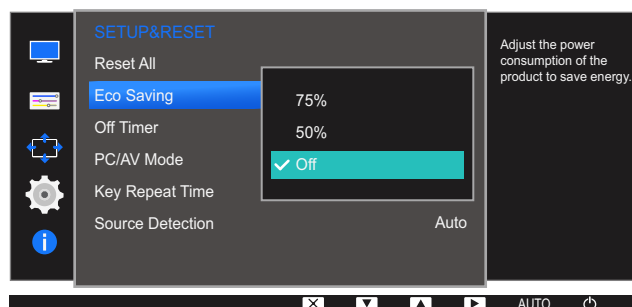 SETUP&RESET
Reset All
Eco Saving
75%
50%
Off
Off Timer
PC/AV Mode
Key Repeat Time
Source Detection Auto
Adjust the power
consumption of the
product to save energy.
AUTO